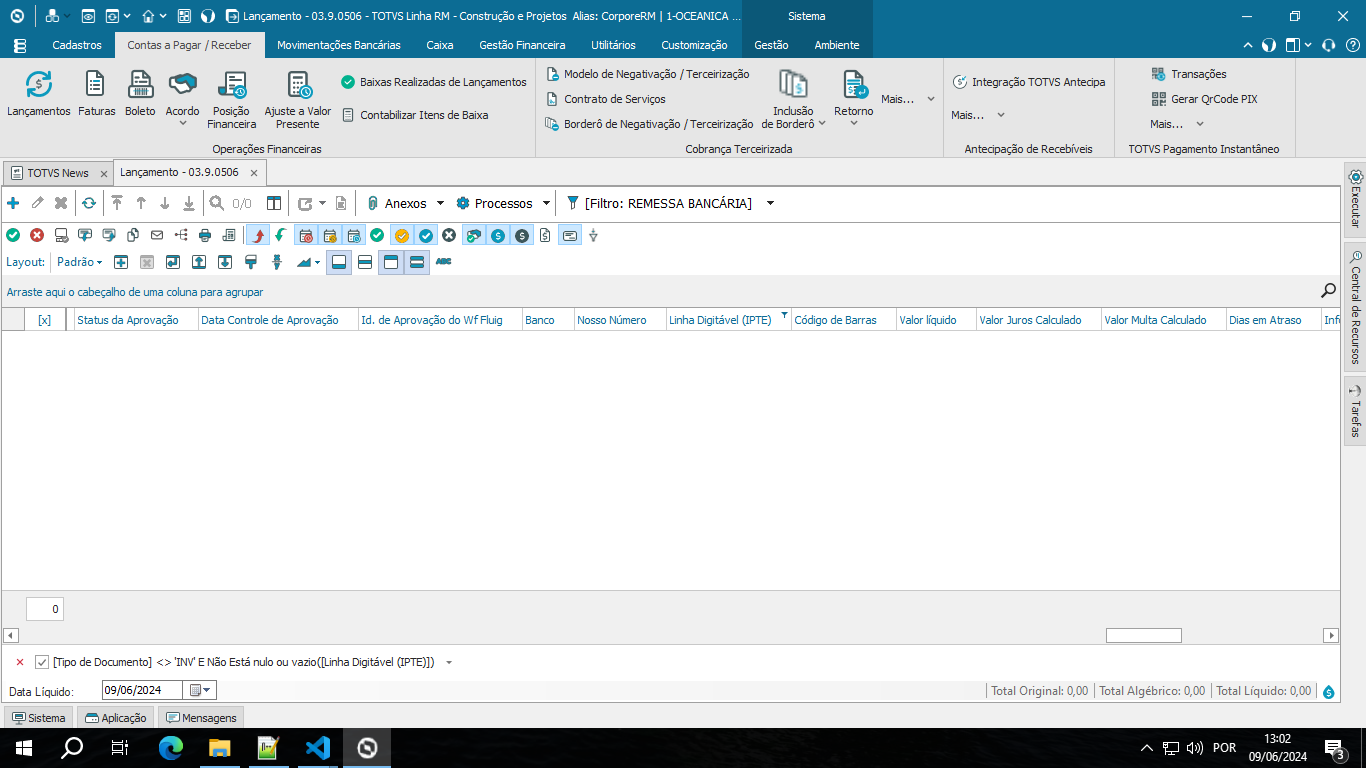 Lançamento - 03.9.0506 - TOTVS Linha RM - Construção e Projetos Alias: CorporeRM | 1-OCEANICA ...
Sistema
Cadastros
Contas a Pagar / Receber
Movimentações Bancárias
Caixa
Gestão Financeira
Utilitários
Customização
Gestão
Ambiente
Lançamentos
Faturas
Boleto
Acordo
Posição
Financeira
Ajuste a Valor
Presente
Baixas Realizadas de Lançamentos
Contabilizar Itens de Baixa
Operações Financeiras
Modelo de Negativação / Terceirização
Contrato de Serviços
Borderô de Negativação / Terceirização
Inclusão
de Borderô
Retorno
Mais...
Cobrança Terceirizada
Integração TOTVS Antecipa
Mais...
Antecipação de Recebíveis
Transações
Gerar QrCode PIX
Mais...
TOTVS Pagamento Instantâneo
TOTVS News
Lançamento - 03.9.0506
0/0
Anexos
Processos
[Filtro: REMESSA BANCÁRIA]
Layout:
Padrão
ABC
Arraste aqui o cabeçalho de uma coluna para agrupar
[x]
Status da Aprovação
Data Controle de Aprovação
Id. de Aprovação do Wf Fluig
Banco
Nosso Número
Linha Digitável (IPTE)
Código de Barras
Valor líquido
Valor Juros Calculado
Valor Multa Calculado
Dias em Atraso
Info
0
[Tipo de Documento] <> 'INV' E Não Está nulo ou vazio([Linha Digitável (IPTE)])
Data Líquido:
09/06/2024
Total Original: 0,00
Total Algébrico: 0,00
Total Líquido: 0,00
Executar
Central de Recursos
Tarefas
Sistema
Aplicação
Mensagens
POR
13:02
09/06/2024
3